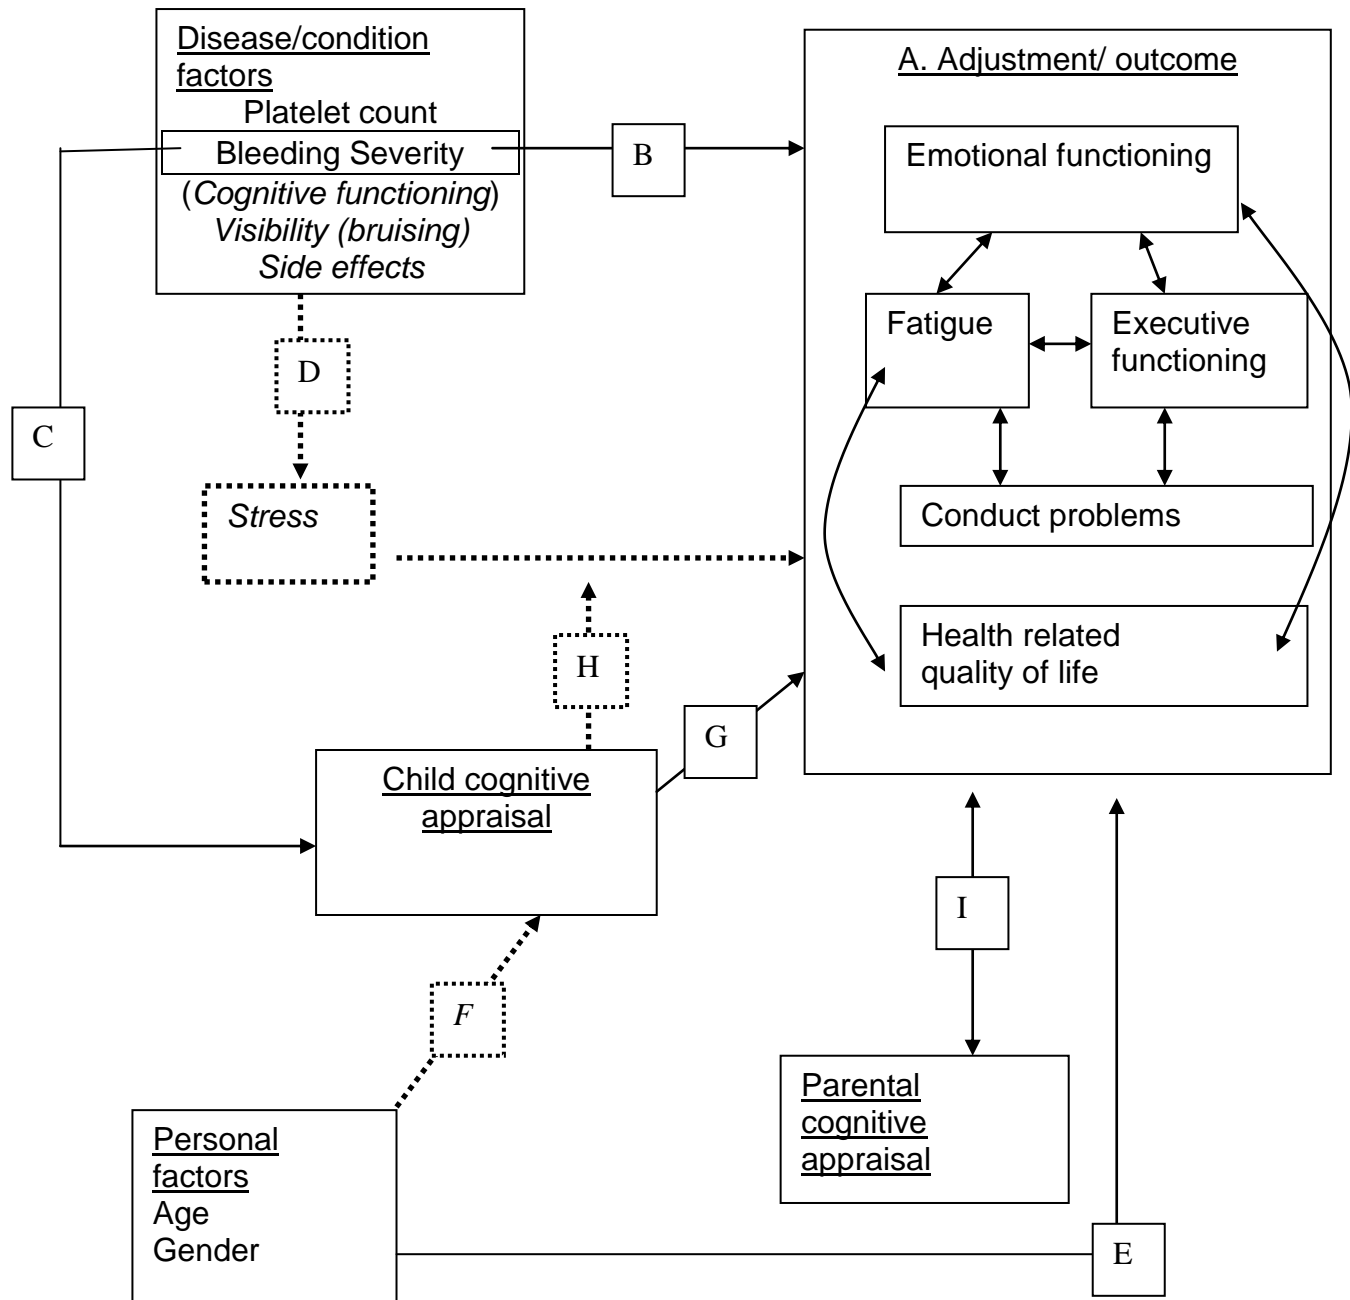 Disease/condition
factors
Platelet count
Bleeding Severity
(Cognitive functioning)
Visibility (bruising)
Side effects
B
A. Adjustment/ outcome
Emotional functioning
Fatigue
Executive
functioning
Conduct problems
Health related
quality of life
D
C
Stress
H
G
Child cognitive
appraisal
I
F
Parental
cognitive
appraisal
Personal
factors
Age
Gender
E